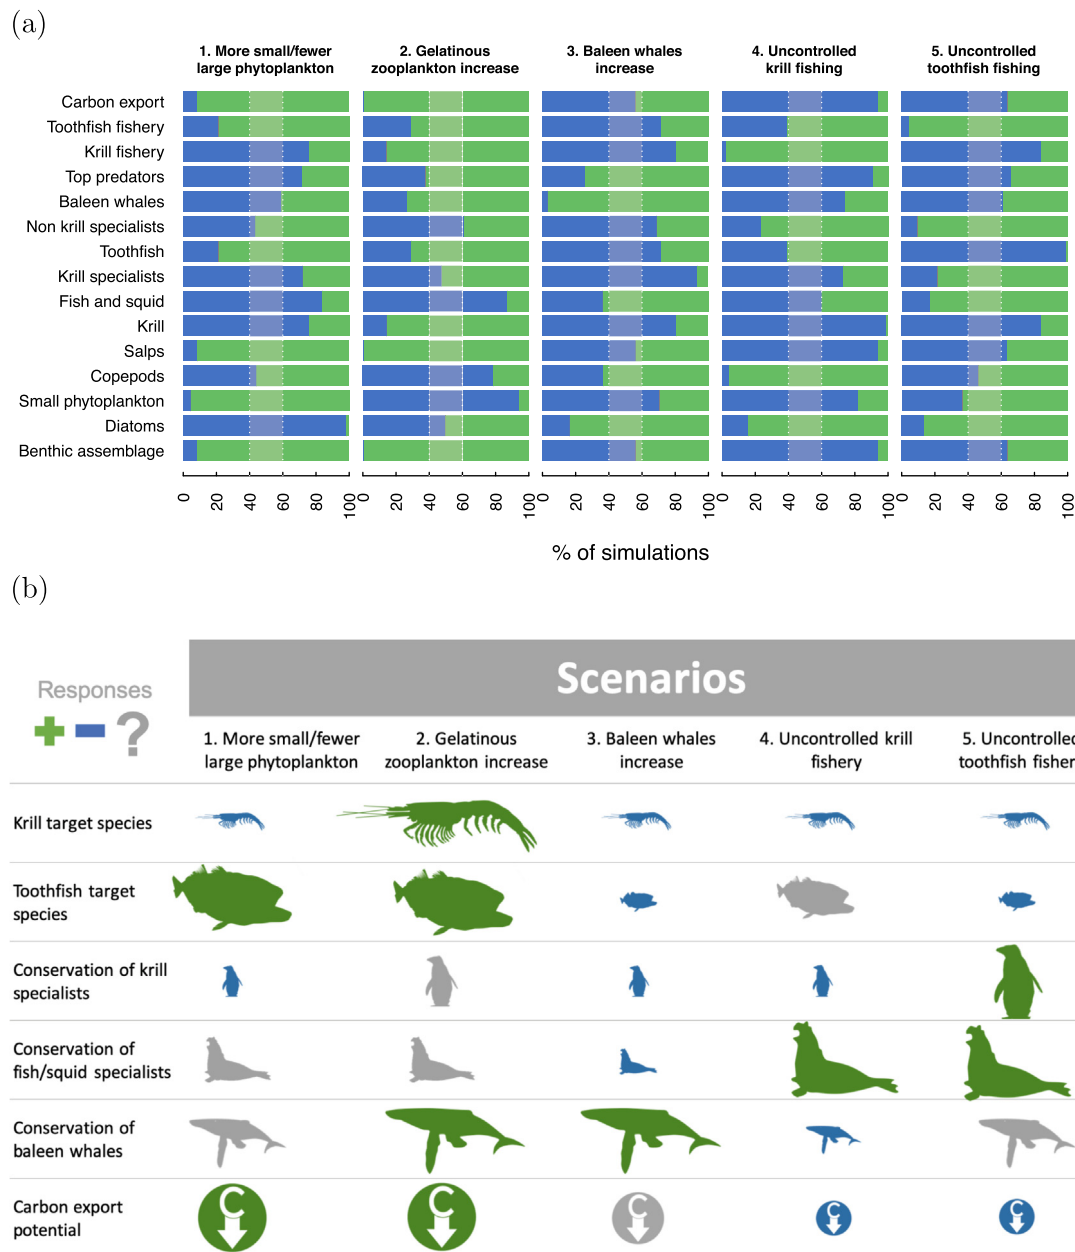 (a)
1. More small/fewer
large phytoplankton
2. Gelatinous
zooplankton increase
3. Baleen whales
increase
4. Uncontrolled
krill fishing
5. Uncontrolled
toothfish fishing
Carbon export
Toothfish fishery
Krill fishery
Top predators
Baleen whales
Non krill specialists
Toothfish
Krill specialists
Fish and squid
Krill
Salps
Copepods
Small phytoplankton
Diatoms
Benthic assemblage
0 20 40 60 80 100
0 20 40 60 80 100
0 20 40 60 80 100
0 20 40 60 80 100
0 20 40 60 80 100
% of simulations
(b)
Scenarios
Responses
+ - ?
1. More small/fewer
large phytoplankton
2. Gelatinous
zooplankton increase
3. Baleen whales
increase
4. Uncontrolled krill
fishery
5. Uncontrolled
toothfish fisher
Krill target species
Toothfish target
species
Conservation of krill
specialists
Conservation of
fish/squid specialists
Conservation of
baleen whales
Carbon export
potential
C
C
C
C
C